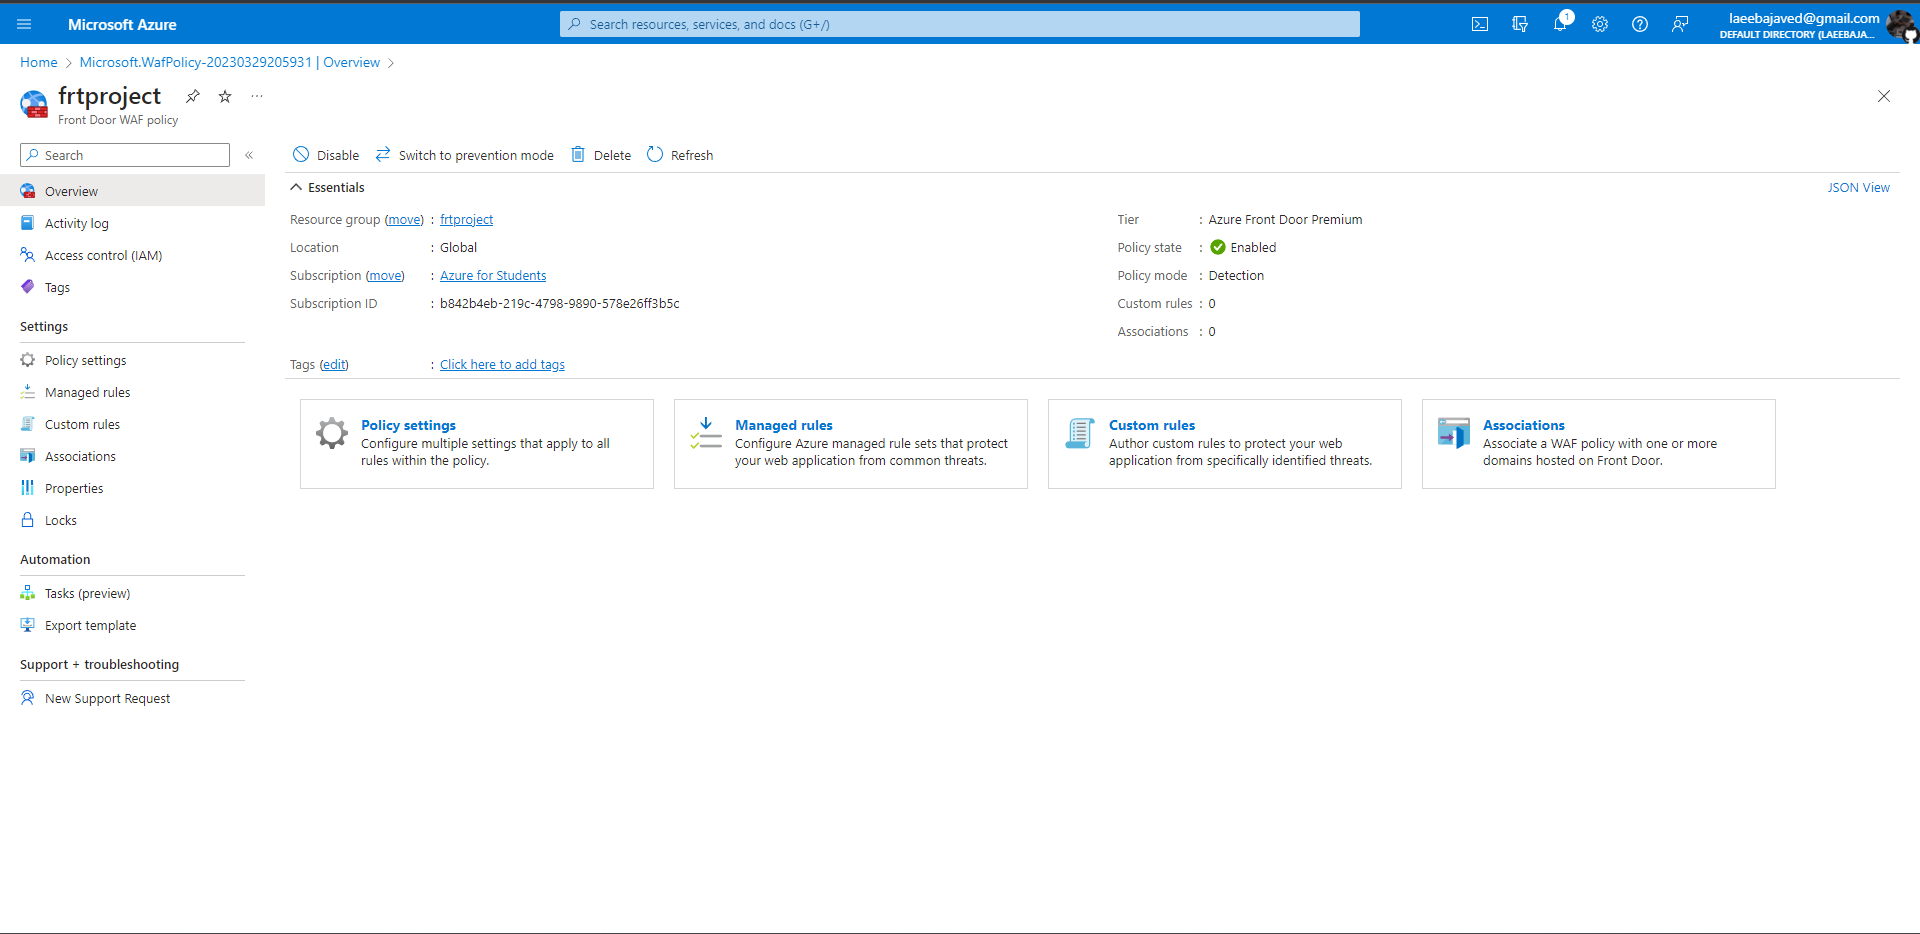 Microsoft Azure
Search resources, services, and docs (G+/)
1
laeebajaved@gmail.com
DEFAULT DIRECTORY (LAEEBAJA...
Home > Microsoft.WafPolicy-20230329205931 | Overview >
frtproject
Front Door WAF policy
Search
Disable
Switch to prevention mode
Delete
Refresh
Overview
Activity log
Access control (IAM)
Tags
Settings
Policy settings
Managed rules
Custom rules
Associations
Properties
Locks
Automation
Tasks (preview)
Export template
Support + troubleshooting
New Support Request
Essentials
JSON View
Resource group (move) : frtproject
Location : Global
Subscription (move) : Azure for Students
Subscription ID : b842b4eb-219c-4798-9890-578e26ff3b5c
Tier : Azure Front Door Premium
Policy state : Enabled
Policy mode : Detection
Custom rules : 0
Associations : 0
Tags (edit) : Click here to add tags
Policy settings
Configure multiple settings that apply to all
rules within the policy.
Managed rules
Configure Azure managed rule sets that protect
your web application from common threats.
Custom rules
Author custom rules to protect your web
application from specifically identified threats.
Associations
Associate a WAF policy with one or more
domains hosted on Front Door.